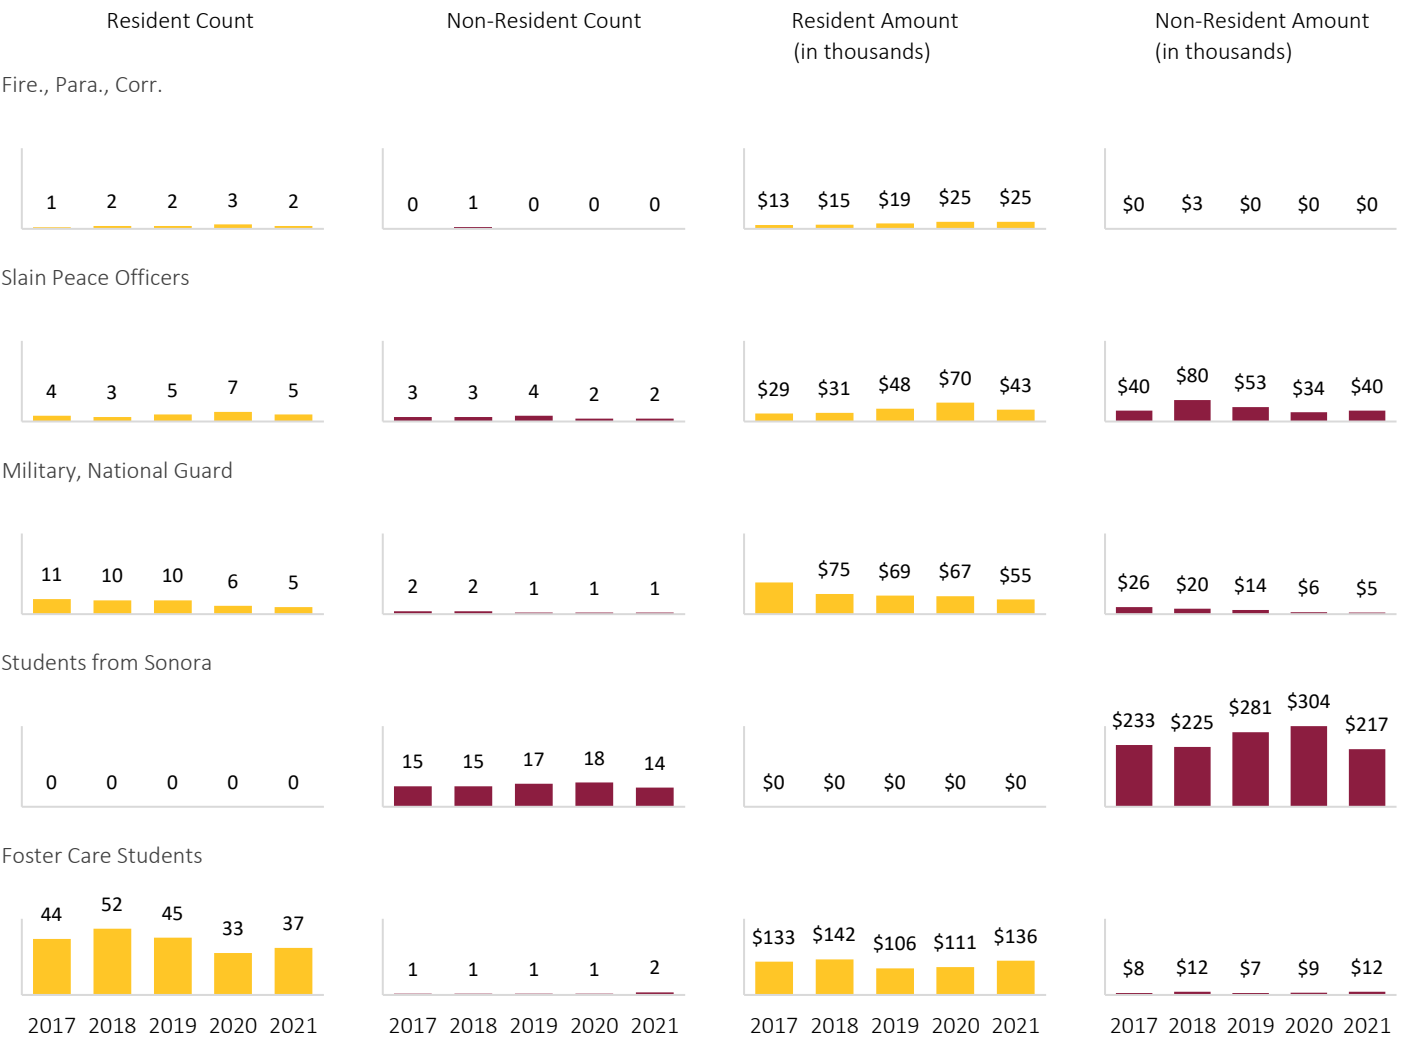 Resident Count Non-Resident Count Resident Amount Non-Resident Amount
(in thousands) (in thousands)
Fire., Para., Corr.
1 2 2 3 2 0 1 0 0 0 $13 $15 $19 $25 $25 $0 $3 $0 $0 $0
Slain Peace Officers
4 3 5 7 5 3 3 4 2 2 $29 $31 $48 $70 $43 $40 $80 $53 $34 $40
Military, National Guard
11 10 10 6 5 2 2 1 1 1 $75 $69 $67 $55 $26 $20 $14 $6 $5
Students from Sonora
0 0 0 0 0 15 15 17 18 14 $0 $0 $0 $0 $0 $233 $225 $281 $304 $217
Foster Care Students
44 52 45 33 37 1 1 1 1 2 $133 $142 $106 $111 $136 $8 $12 $7 $9 $12
2017 2018 2019 2020 2021 2017 2018 2019 2020 2021 2017 2018 2019 2020 2021 2017 2018 2019 2020 2021